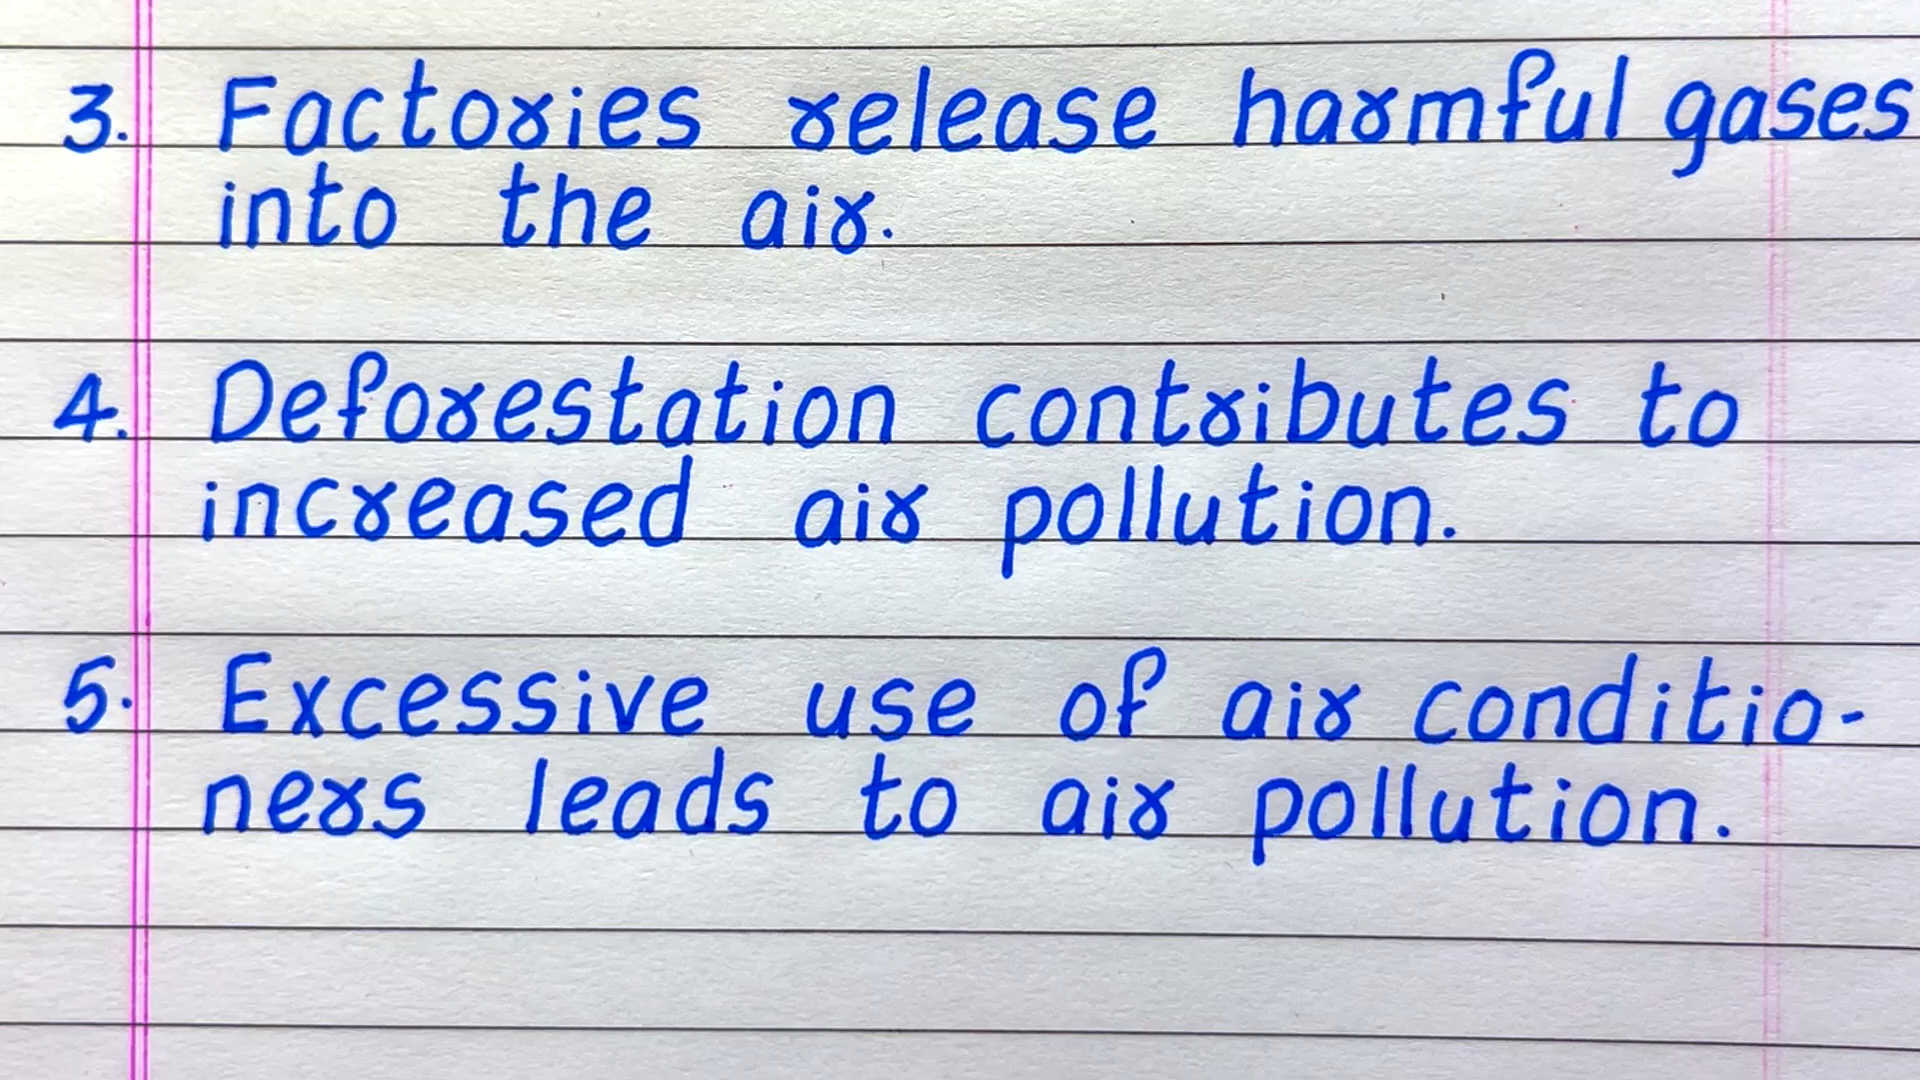 3. Factories release harmful gases
into the air.
4. Deforestation contributes to
increased air pollution.
5. Excessive use of air conditio-
ners leads to air pollution.